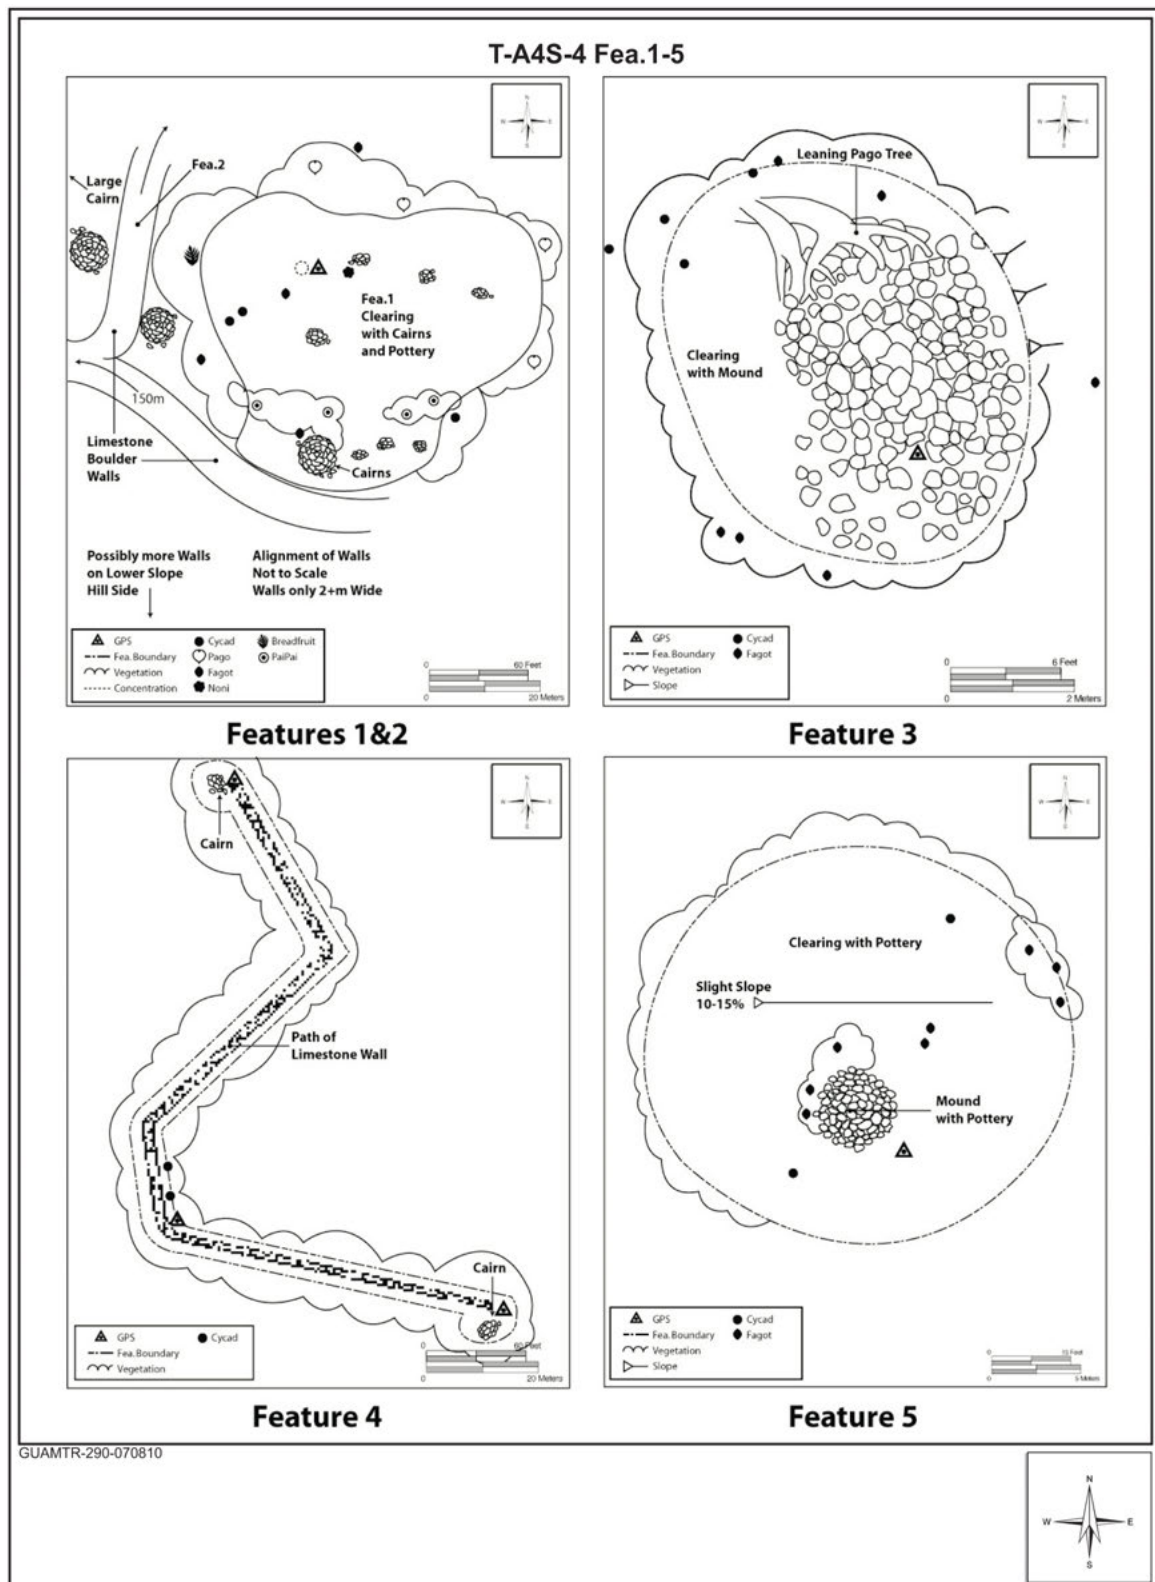 T-A4S-4 Fea.1-5
N
W E
S
Large
Cairn
Fea.2
Fea.1
Clearing
with Cairns
and Pottery
150m
Limestone
Boulder
Walls
Cairns
Possibly more Walls
on Lower Slope
Hill Side
Alignment of Walls
Not to Scale
Walls only 2+m Wide
GPS
Fea. Boundary
Vegetation
Concentration
Cycad
Pago
Fagot
Noni
Breadfruit
PaiPai
0 60 Feet
0 20 Meters
Features 1&2
N
W E
S
Leaning Pago Tree
Clearing
with Mound
GPS
Fea. Boundary
Vegetation
Slope
Cycad
Fagot
0 6 Feet
0 2 Meters
Feature 3
N
W E
S
Cairn
Path of
Limestone Wall
Cairn
GPS
Fea. Boundary
Vegetation
Cycad
0 60 Feet
0 20 Meters
Feature 4
N
W E
S
Clearing with Pottery
Slight Slope
10-15%
Mound
with Pottery
GPS
Fea. Boundary
Vegetation
Slope
Cycad
Fagot
0 15 Feet
0 5 Meters
Feature 5
GUAMTR-290-070810
N
W E
S